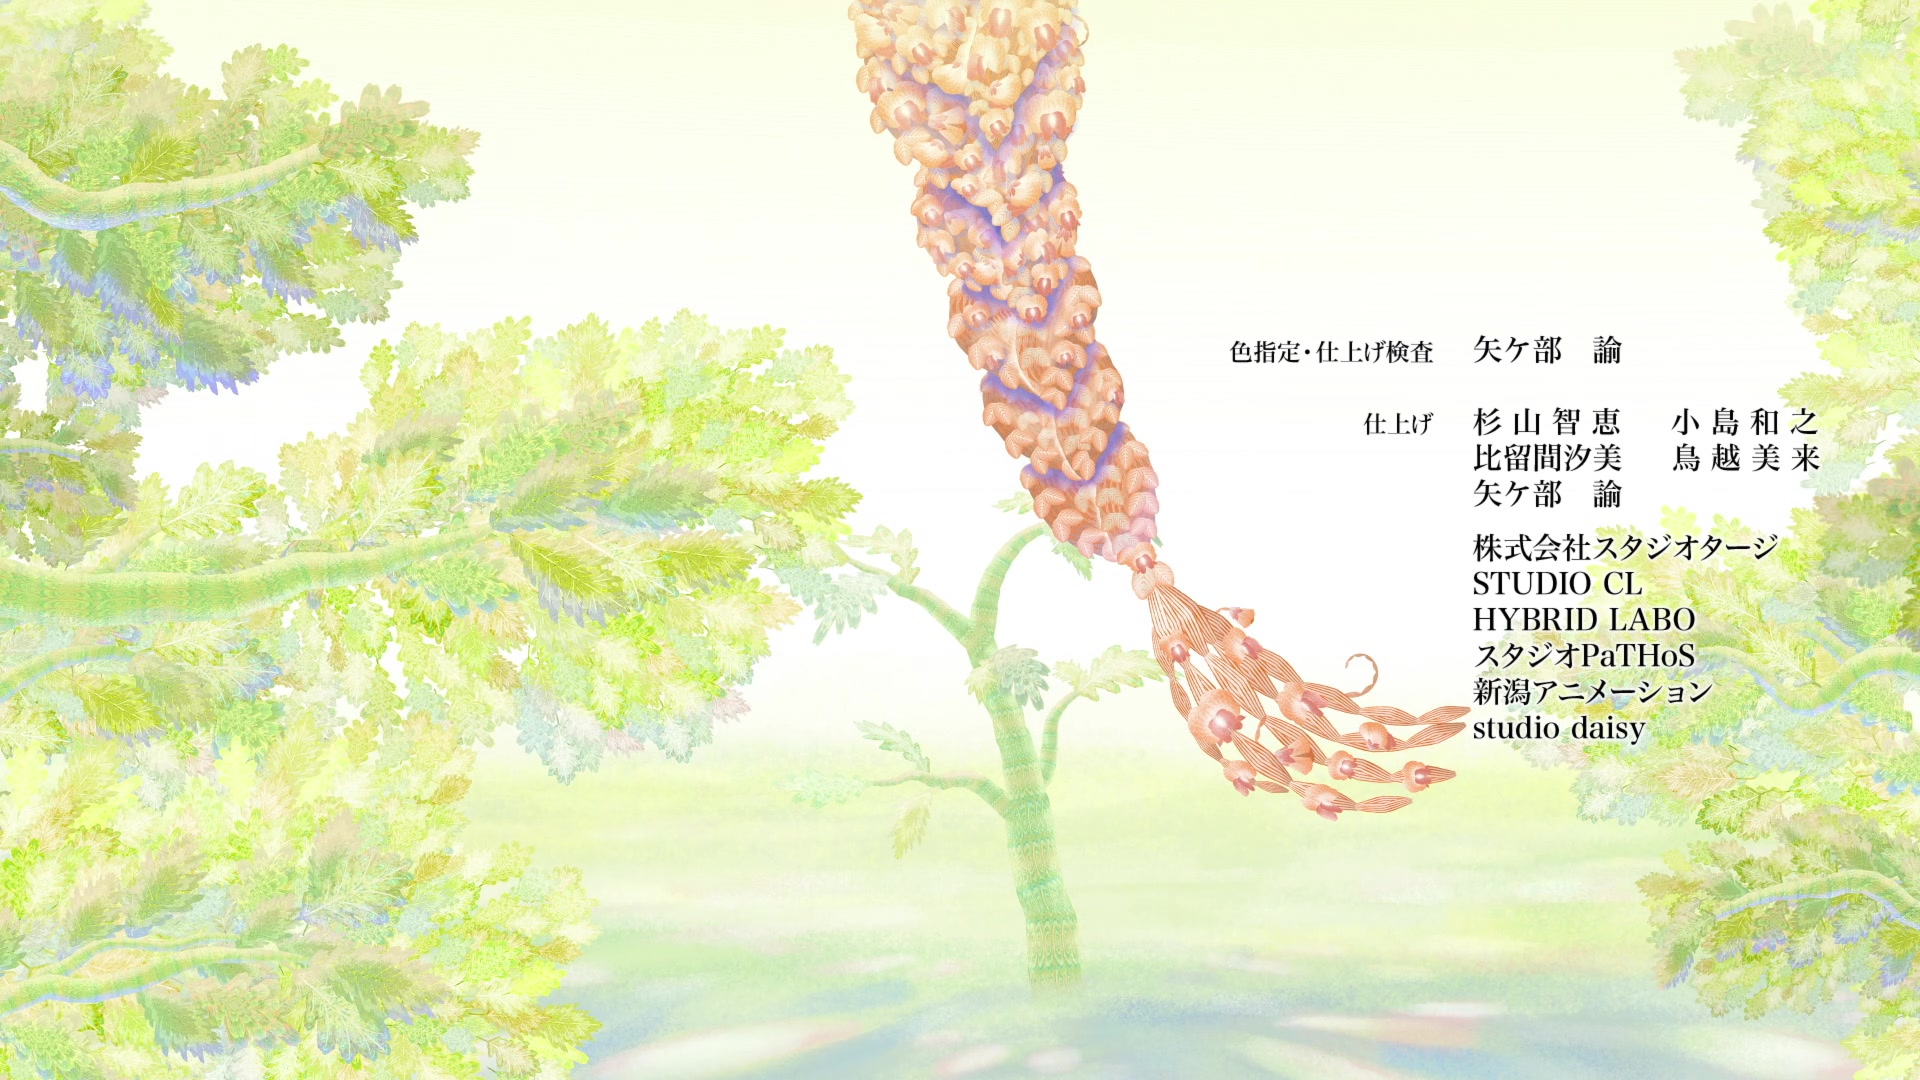 色指定・仕上げ検査 矢ケ部 諭
仕上げ 杉山智恵 小島和之
比留間汐美 鳥越美来
矢ケ部 諭
株式会社スタジオタージ
STUDIO CL
HYBRID LABO
スタジオPaTHoS
新潟アニメーション
studio daisy